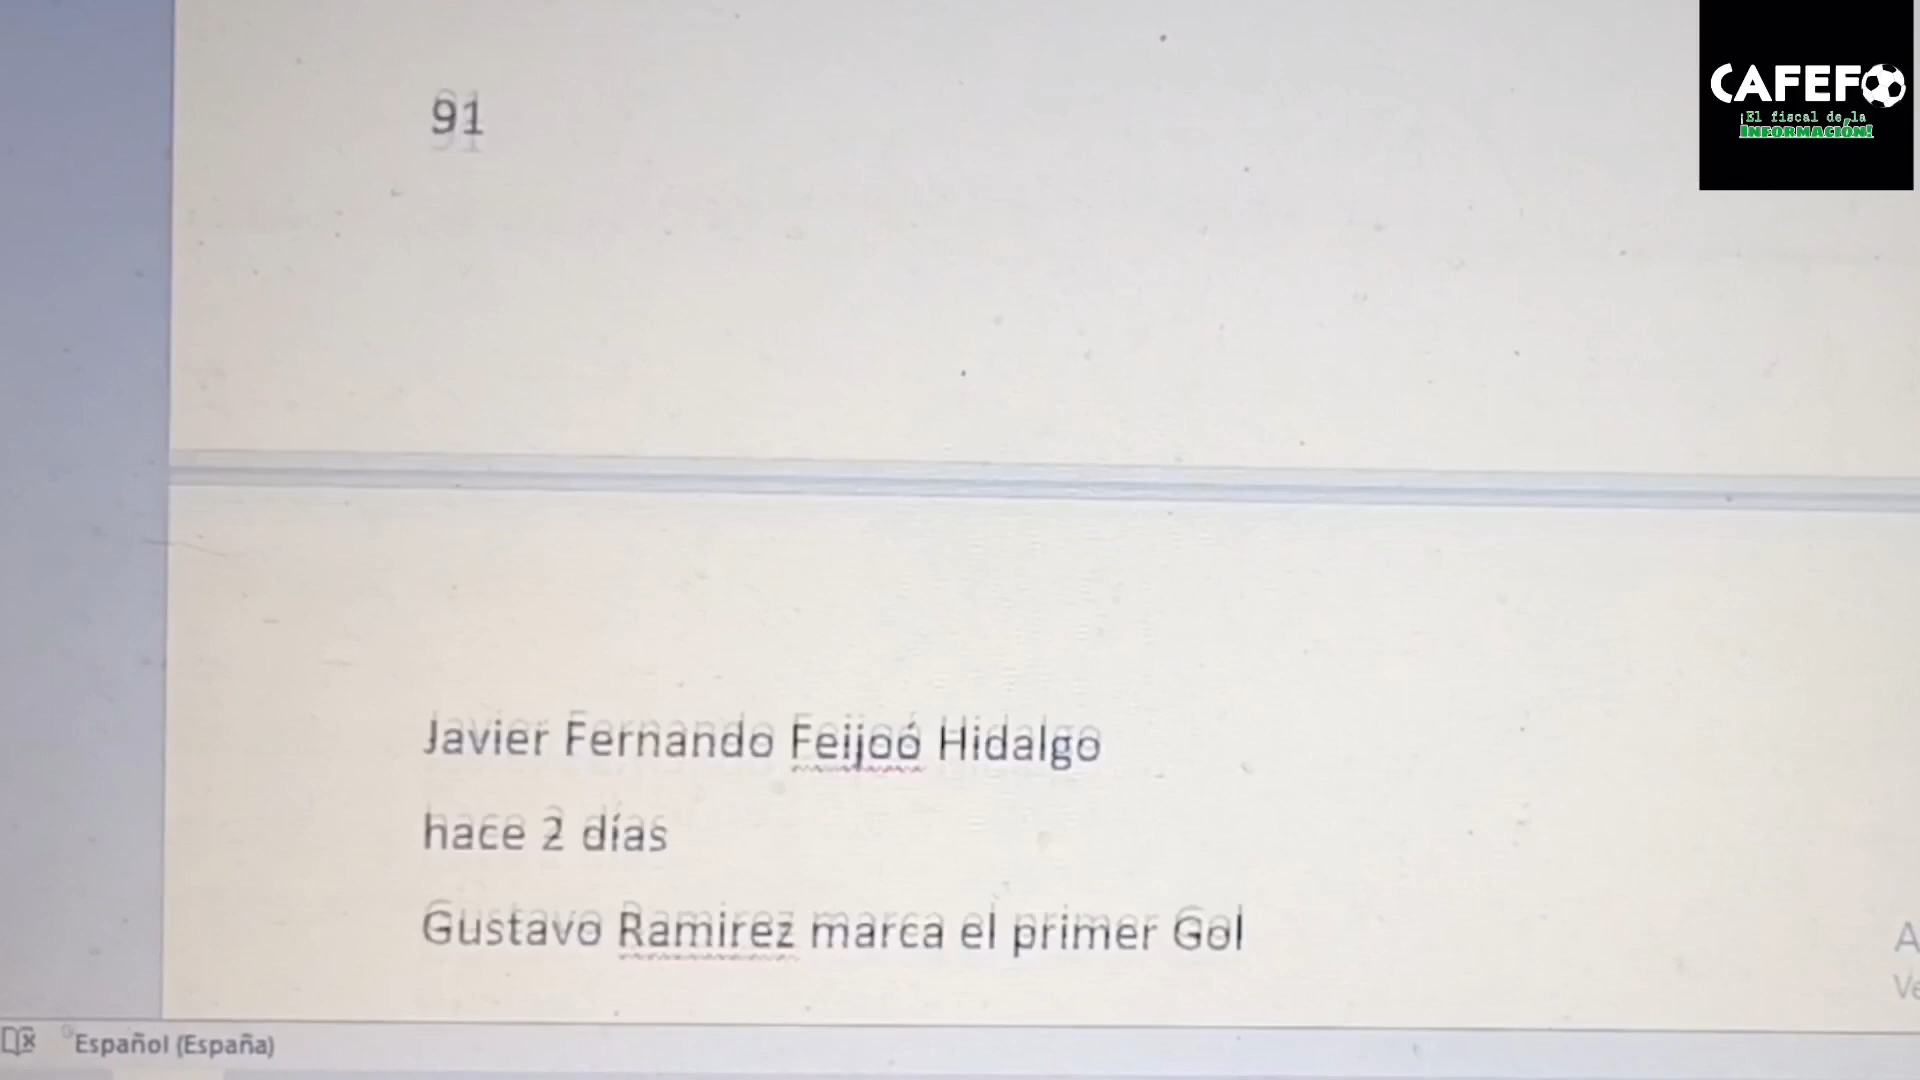 CAFEFO
¡El fiscal de la
INFORMACIÓN!
91
Javier Fernando Feijoó Hidalgo
hace 2 días
Gustavo Ramirez marca el primer Gol
Español (España)